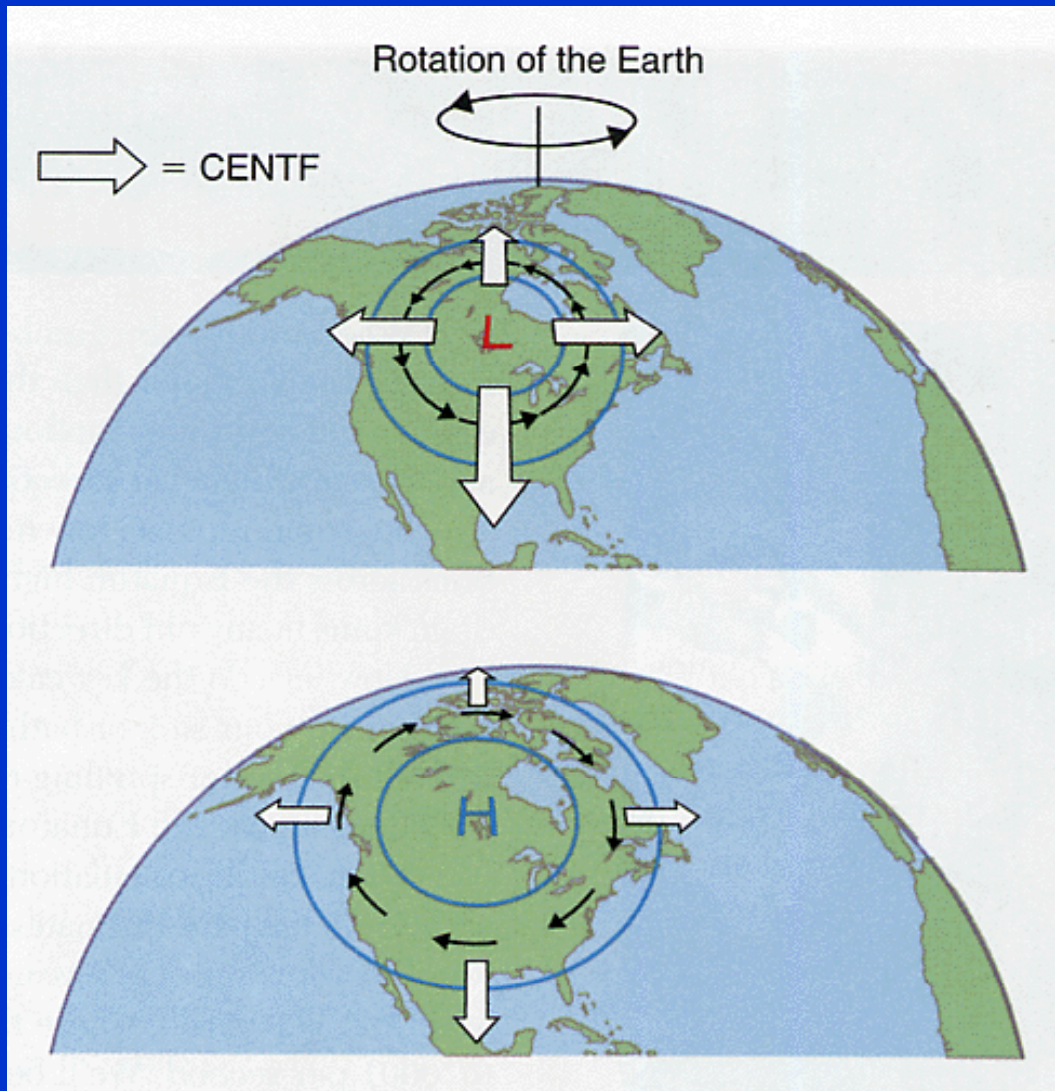 Rotation of the Earth
= CENTF
L
H